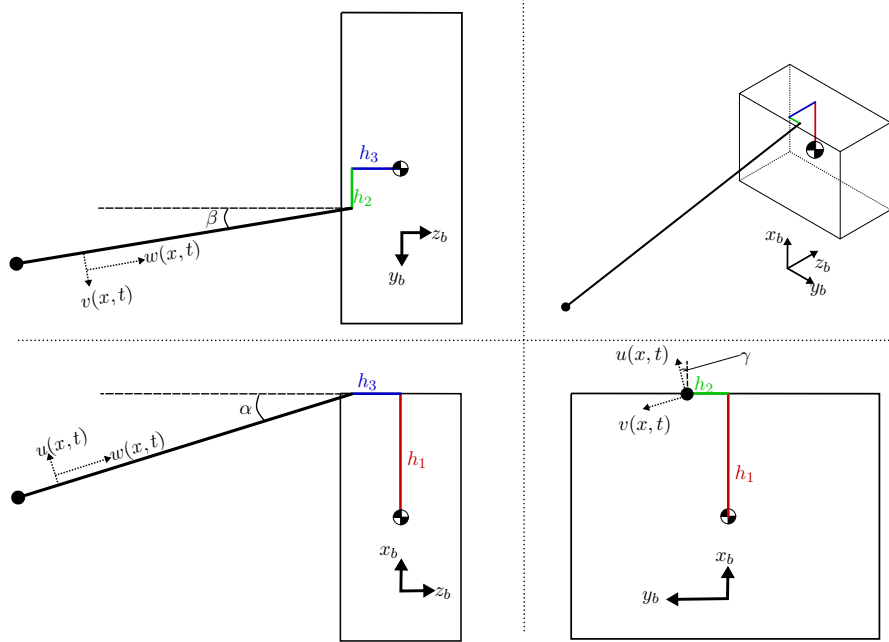 h₃
h₂
β
w(x, t)
v(x, t)
z_b
y_b
x_b
z_b
y_b
h₃
α
u(x, t)
w(x, t)
h₁
x_b
z_b
u(x, t)
γ
h₂
v(x, t)
h₁
x_b
y_b